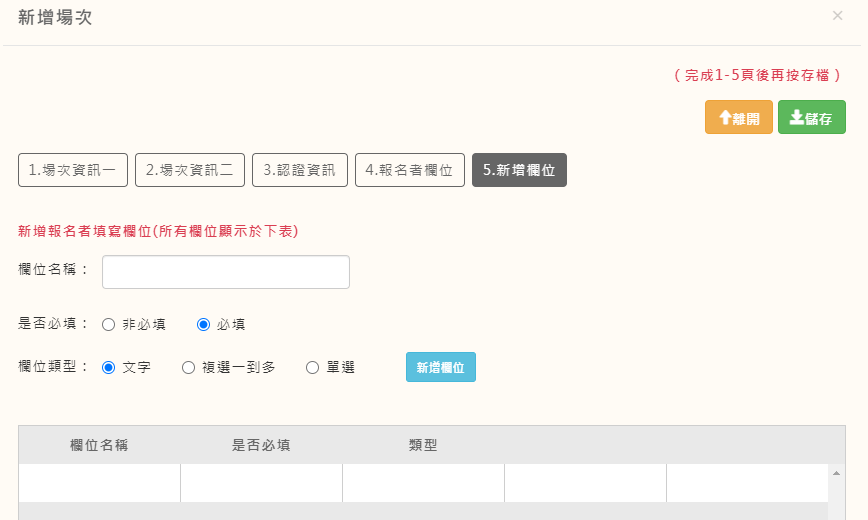 新增場次
×
(完成1-5頁後再按存檔)
離開 儲存
1.場次資訊一 2.場次資訊二 3.認證資訊 4.報名者欄位 5.新增欄位
新增報名者填寫欄位(所有欄位顯示於下表)
欄位名稱：
是否必填： 非必填 必填
欄位類型： 文字 複選一到多 單選 新增欄位
欄位名稱 是否必填 類型